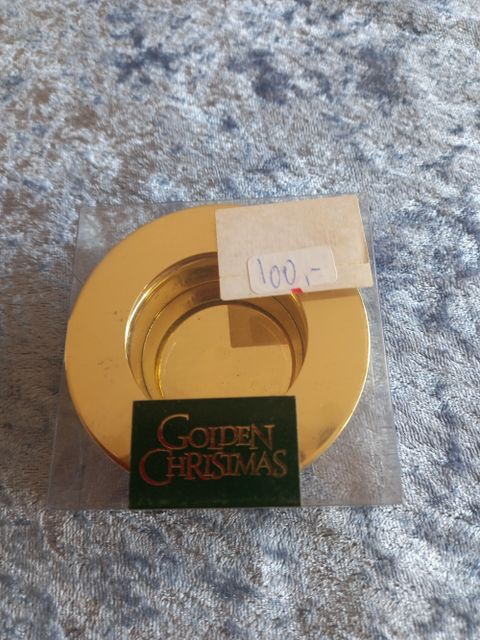 100,-
GOLDEN
CHRISTMAS